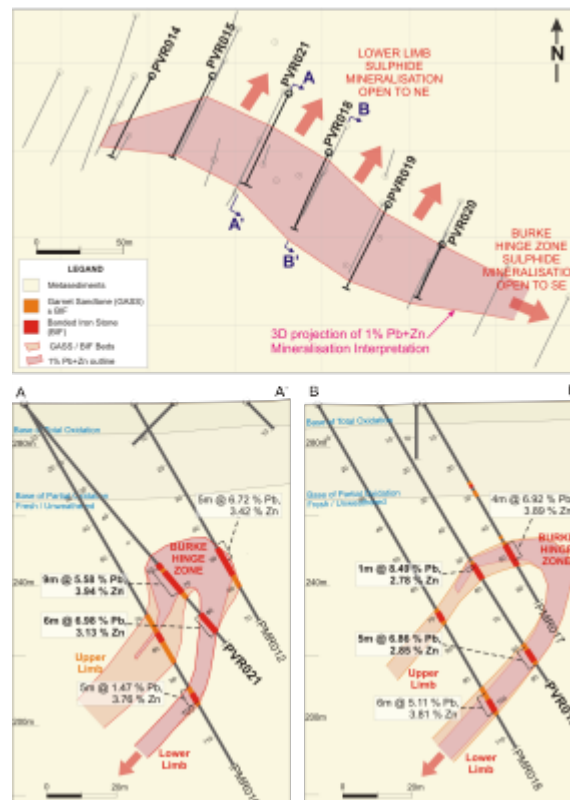 PVR014
PVR015
PVR021
A
PVR018
B
LOWER LIMB
SULPHIDE
MINERALISATION
OPEN TO NE
N
PVR019
PVR020
A'
B'
50m
BURKE
HINGE ZONE
SULPHIDE
MINERALISATIO
OPEN TO SE
3D projection of 1% Pb+Zn
Mineralisation Interpretation
LEGAND
Metasediments
Garnet Sandstone (GASS)
± BIF
Banded Iron Stone
(BIF)
GASS / BIF Beds
1% Pb+Zn outline
A
A'
Base of Total Oxidation
280m
Base of Partial Oxidation
Fresh / Unweathered
5m @ 6.72 % Pb,
3.42 % Zn
BURKE
HINGE
ZONE
240m
9m @ 5.58 % Pb,
3.94 % Zn
6m @ 6.98 % Pb,
3.13 % Zn
PMR012
PVR021
Upper
Limb
5m @ 1.47 % Pb,
3.76 % Zn
200m
Lower
Limb
20m
B
Base of Total Oxidation
280m
Base of Partial Oxidation
Fresh / Unweathered
4m @ 6.92 % Pb,
3.89 % Zn
BURKE
HINGE
ZONE
240m
1m @ 8.49 % Pb,
2.78 % Zn
PMR017
5m @ 6.86 % Pb,
2.85 % Zn
Upper
Limb
6m @ 5.11 % Pb,
3.81 % Zn
200m
Lower
Limb
PMR016
20m